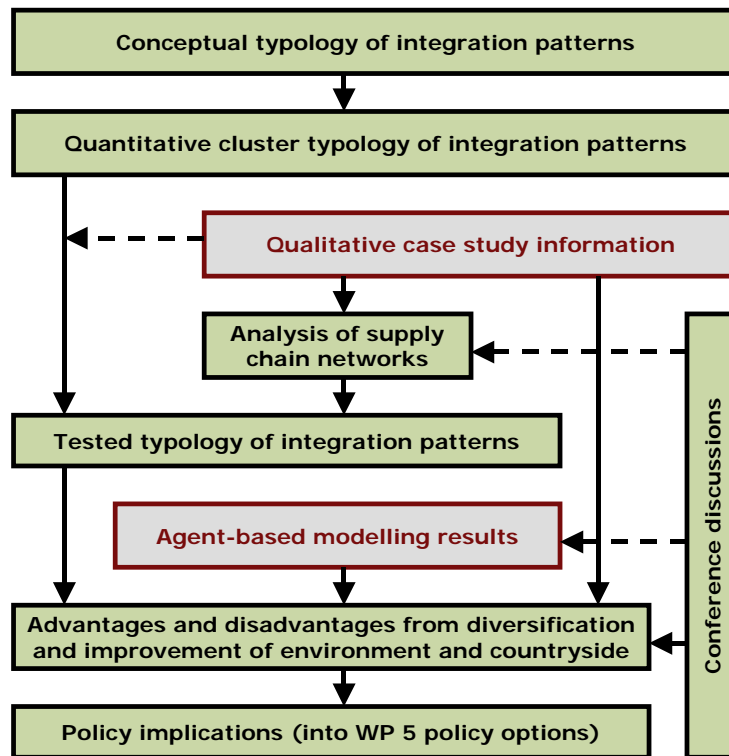 Conceptual typology of integration patterns
Quantitative cluster typology of integration patterns
Qualitative case study information
Analysis of supply
chain networks
Tested typology of integration patterns
Agent-based modelling results
Advantages and disadvantages from diversification
and improvement of environment and countryside
Policy implications (into WP 5 policy options)
Conference discussions